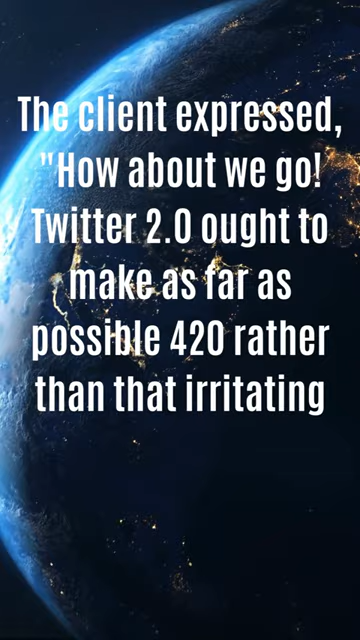 The client expressed,
"How about we go!
Twitter 2.0 ought to
make as far as
possible 420 rather
than that irritating